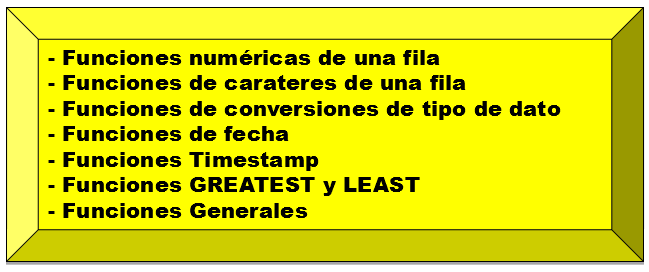 - Funciones numéricas de una fila
- Funciones de carateres de una fila
- Funciones de conversiones de tipo de dato
- Funciones de fecha
- Funciones Timestamp
- Funciones GREATEST y LEAST
- Funciones Generales